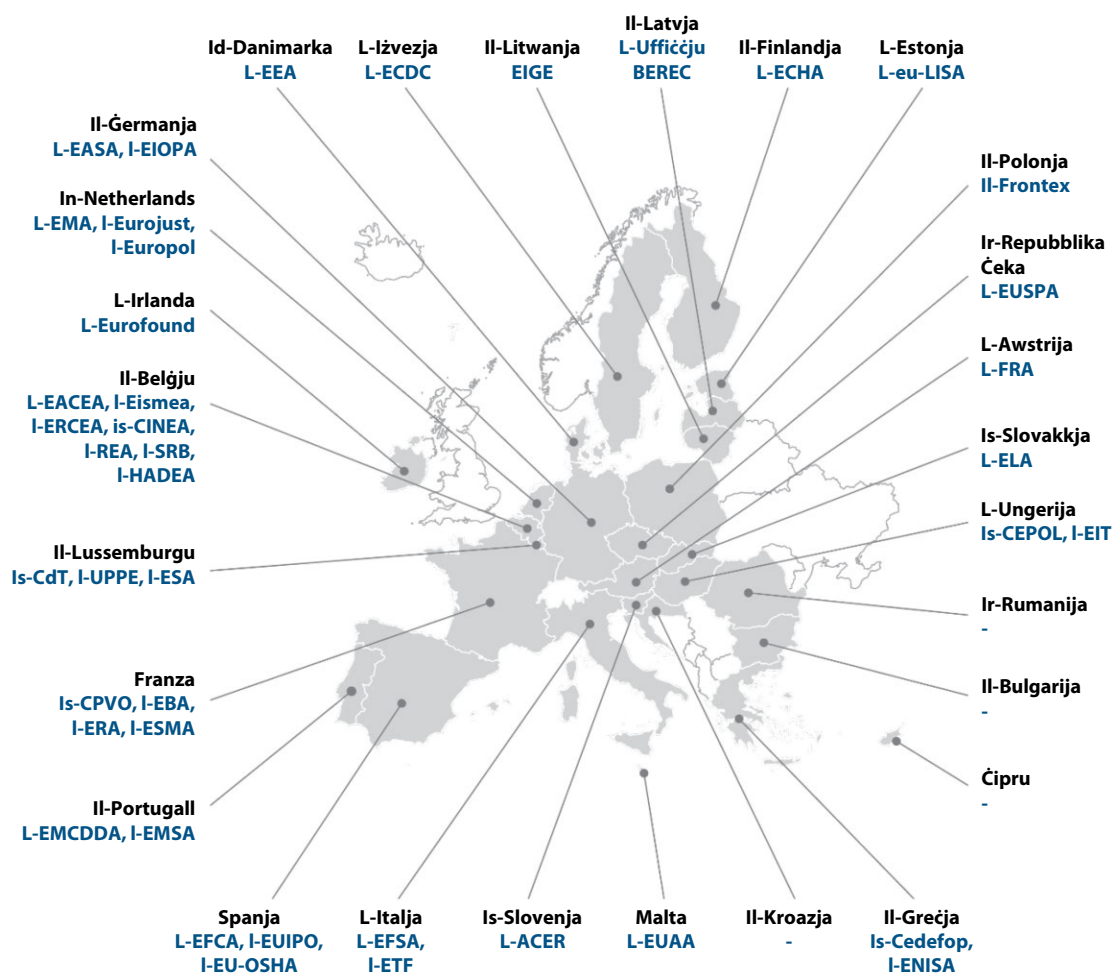 Id-Danimarka
L-EEA
L-Iżvezja
L-ECDC
Il-Litwanja
EIGE
Il-Latvja
L-Uffiċċju
BEREC
Il-Finlandja
L-ECHA
L-Estonja
L-eu-LISA
Il-Ġermanja
L-EASA, l-EIOPA
In-Netherlands
L-EMA, l-Eurojust,
l-Europol
L-Irlanda
L-Eurofound
Il-Belġju
L-EACEA, l-Eismea,
l-ERCEA, is-CINEA,
l-REA, l-SRB,
l-HADEA
Il-Lussemburgu
Is-CdT, l-UPPE, l-ESA
Franza
Is-CPVO, l-EBA,
l-ERA, l-ESMA
Il-Portugall
L-EMCDDA, l-EMSA
Spanja
L-EFCA, l-EUIPO,
l-EU-OSHA
L-Italja
L-EFSA,
l-ETF
Is-Slovenja
L-ACER
Malta
L-EUAA
Il-Kroazja
-
Il-Greċja
Is-Cedefop,
l-ENISA
Il-Polonja
Il-Frontex
Ir-Repubblika
Ċeka
L-EUSPA
L-Awstrija
L-FRA
Is-Slovakkja
L-ELA
L-Ungerija
Is-CEPOL, l-EIT
Ir-Rumanija
-
Il-Bulgarija
-
Ċipru
-